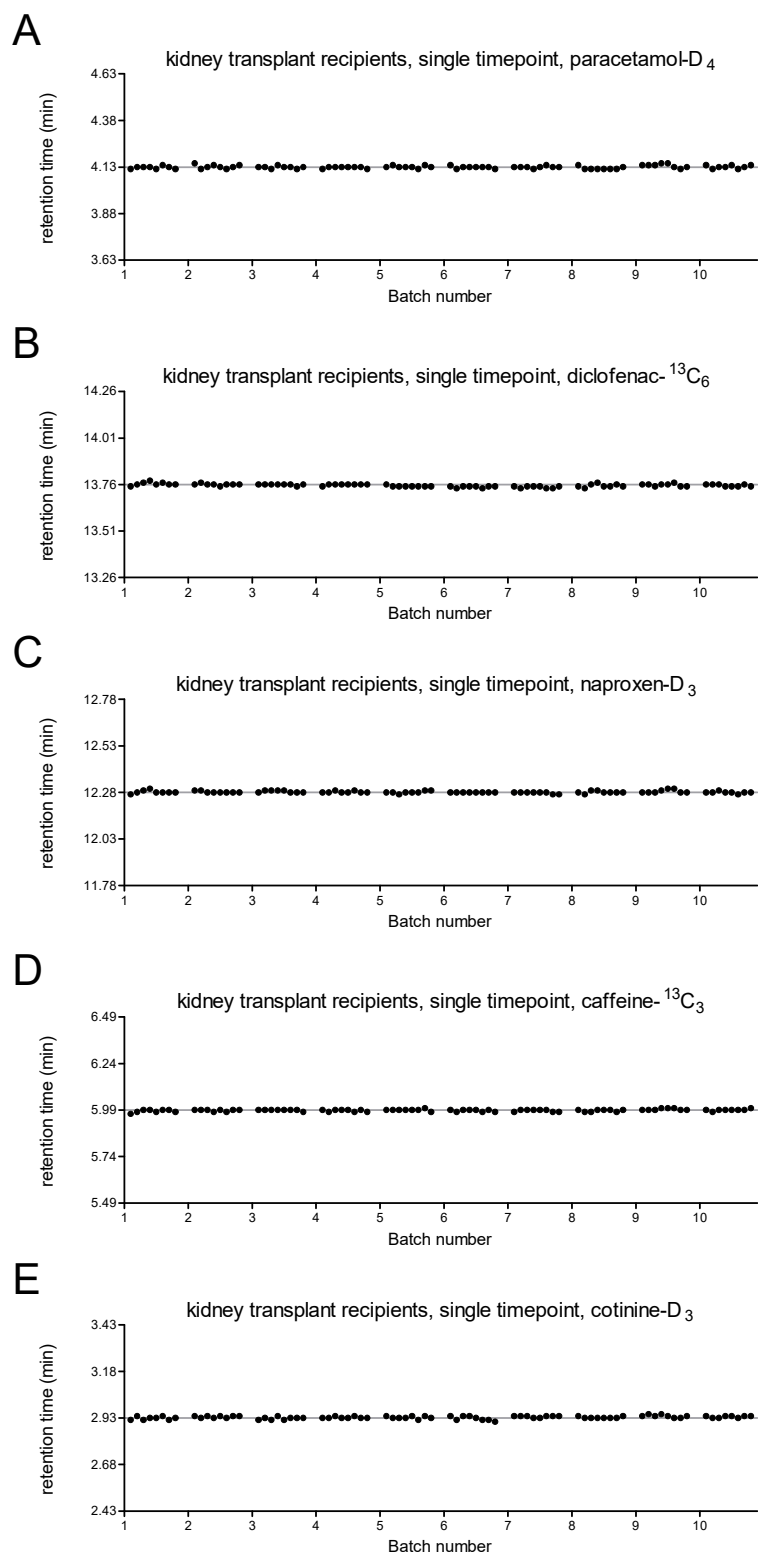 A
kidney transplant recipients, single timepoint, paracetamol-D4
retention time (min)
4.63
4.38
4.13
3.88
3.63
1 2 3 4 5 6 7 8 9 10
Batch number
B
kidney transplant recipients, single timepoint, diclofenac-13C6
retention time (min)
14.26
14.01
13.76
13.51
13.26
1 2 3 4 5 6 7 8 9 10
Batch number
C
kidney transplant recipients, single timepoint, naproxen-D3
retention time (min)
12.78
12.53
12.28
12.03
11.78
1 2 3 4 5 6 7 8 9 10
Batch number
D
kidney transplant recipients, single timepoint, caffeine-13C3
retention time (min)
6.49
6.24
5.99
5.74
5.49
1 2 3 4 5 6 7 8 9 10
Batch number
E
kidney transplant recipients, single timepoint, cotinine-D3
retention time (min)
3.43
3.18
2.93
2.68
2.43
1 2 3 4 5 6 7 8 9 10
Batch number